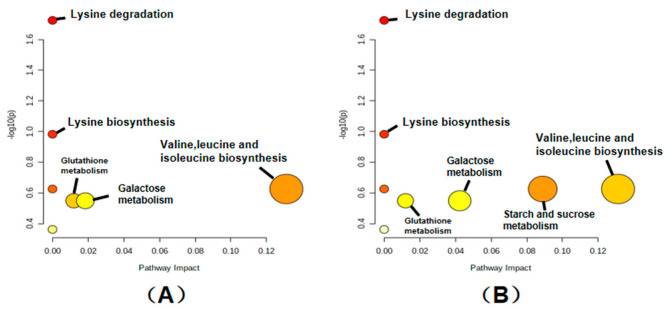 Lysine degradation
1.6
1.4
1.2
1.0
0.8
0.6
0.4
-log10(p)
Lysine biosynthesis
Glutathione
metabolism
Galactose
metabolism
Valine,leucine and
isoleucine biosynthesis
0.00 0.02 0.04 0.06 0.08 0.10 0.12
Pathway Impact
(A)
Lysine degradation
1.6
1.4
1.2
1.0
0.8
0.6
0.4
-log10(p)
Lysine biosynthesis
Glutathione
metabolism
Galactose
metabolism
Starch and sucrose
metabolism
Valine,leucine and
isoleucine biosynthesis
0.00 0.02 0.04 0.06 0.08 0.10 0.12
Pathway Impact
(B)